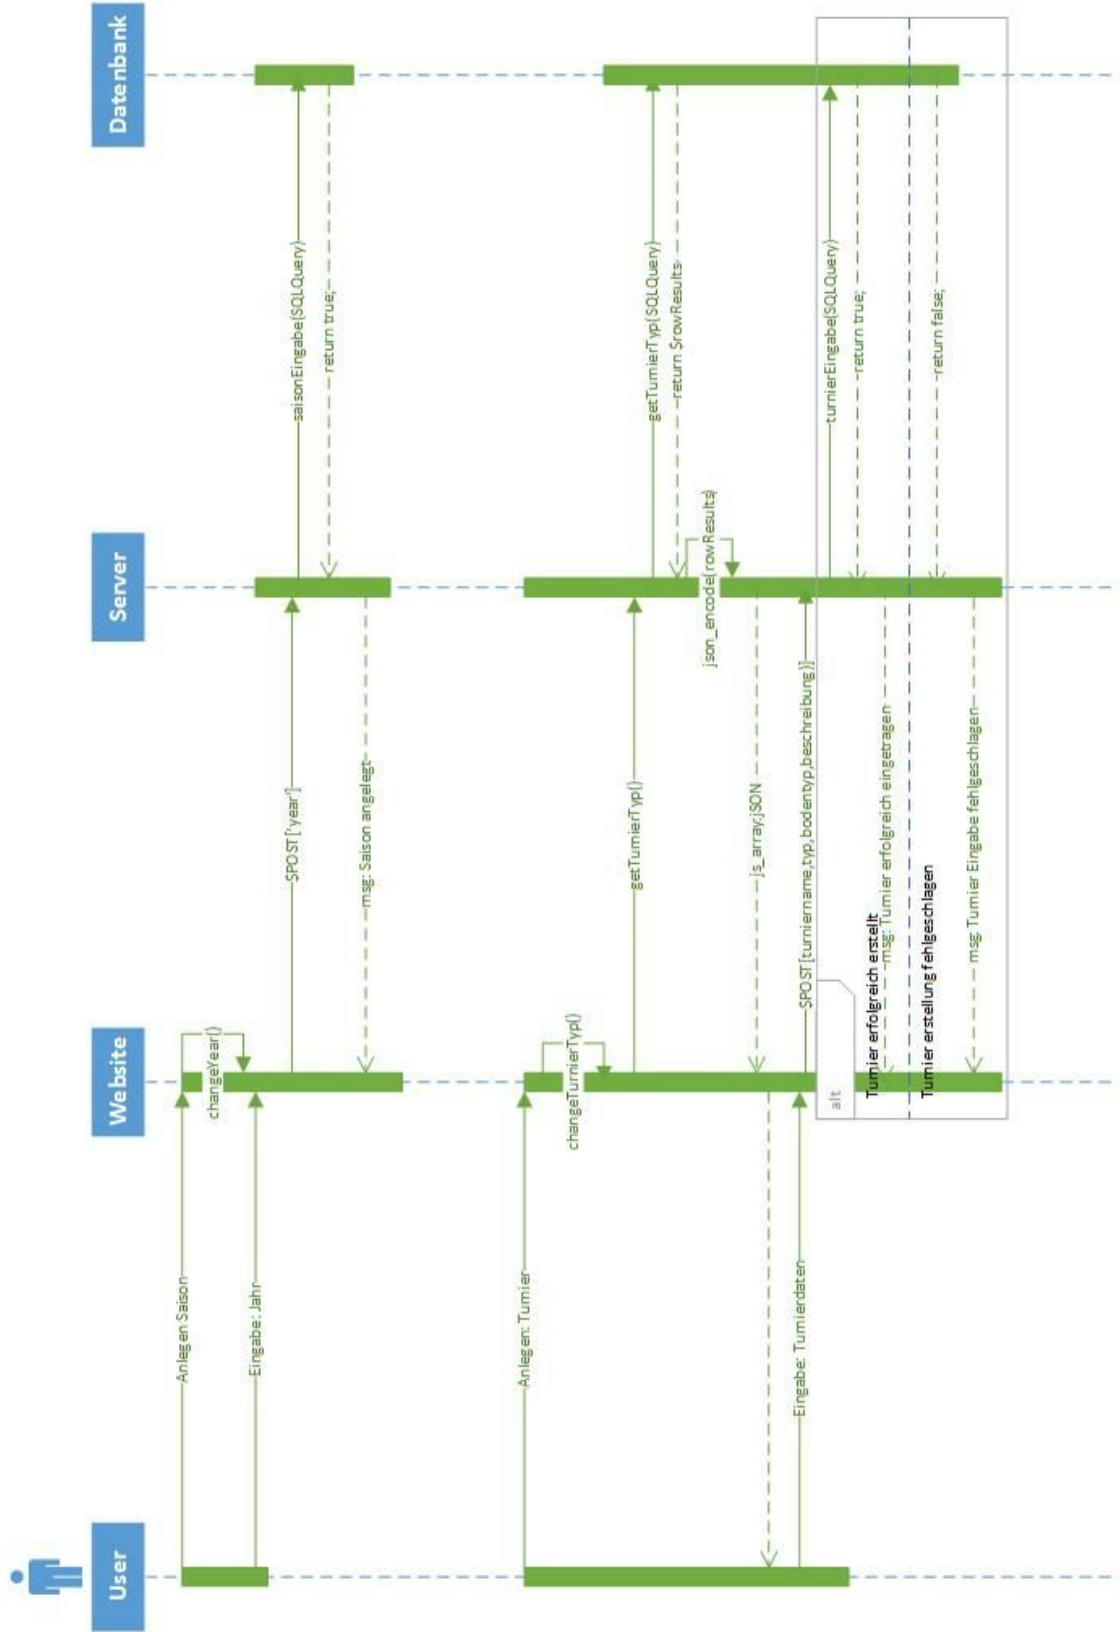 User
Website
Server
Datenbank
Anlegen Saison
changeYear()
Eingabe: Jahr
$POST['year']
saisonEingabe(SQLQuery)
return true;
msg: Saison angelegt
Anlegen: Turnier
changeTurnierTyp()
getTurnierTyp()
getTurnierTyp(SQLQuery)
return $rowResults
json_encode(rowResults)
js_array:JSON
Eingabe: Turnierdaten
$POST[turniername,typ,bodentyp,beschreibung)]
alt
turnierEingabe(SQLQuery)
return true;
Turnier erfolgreich erstellt
msg: Turnier erfolgreich eingetragen
Turnier erstellung fehlgeschlagen
return false;
msg: Turnier Eingabe fehlgeschlagen